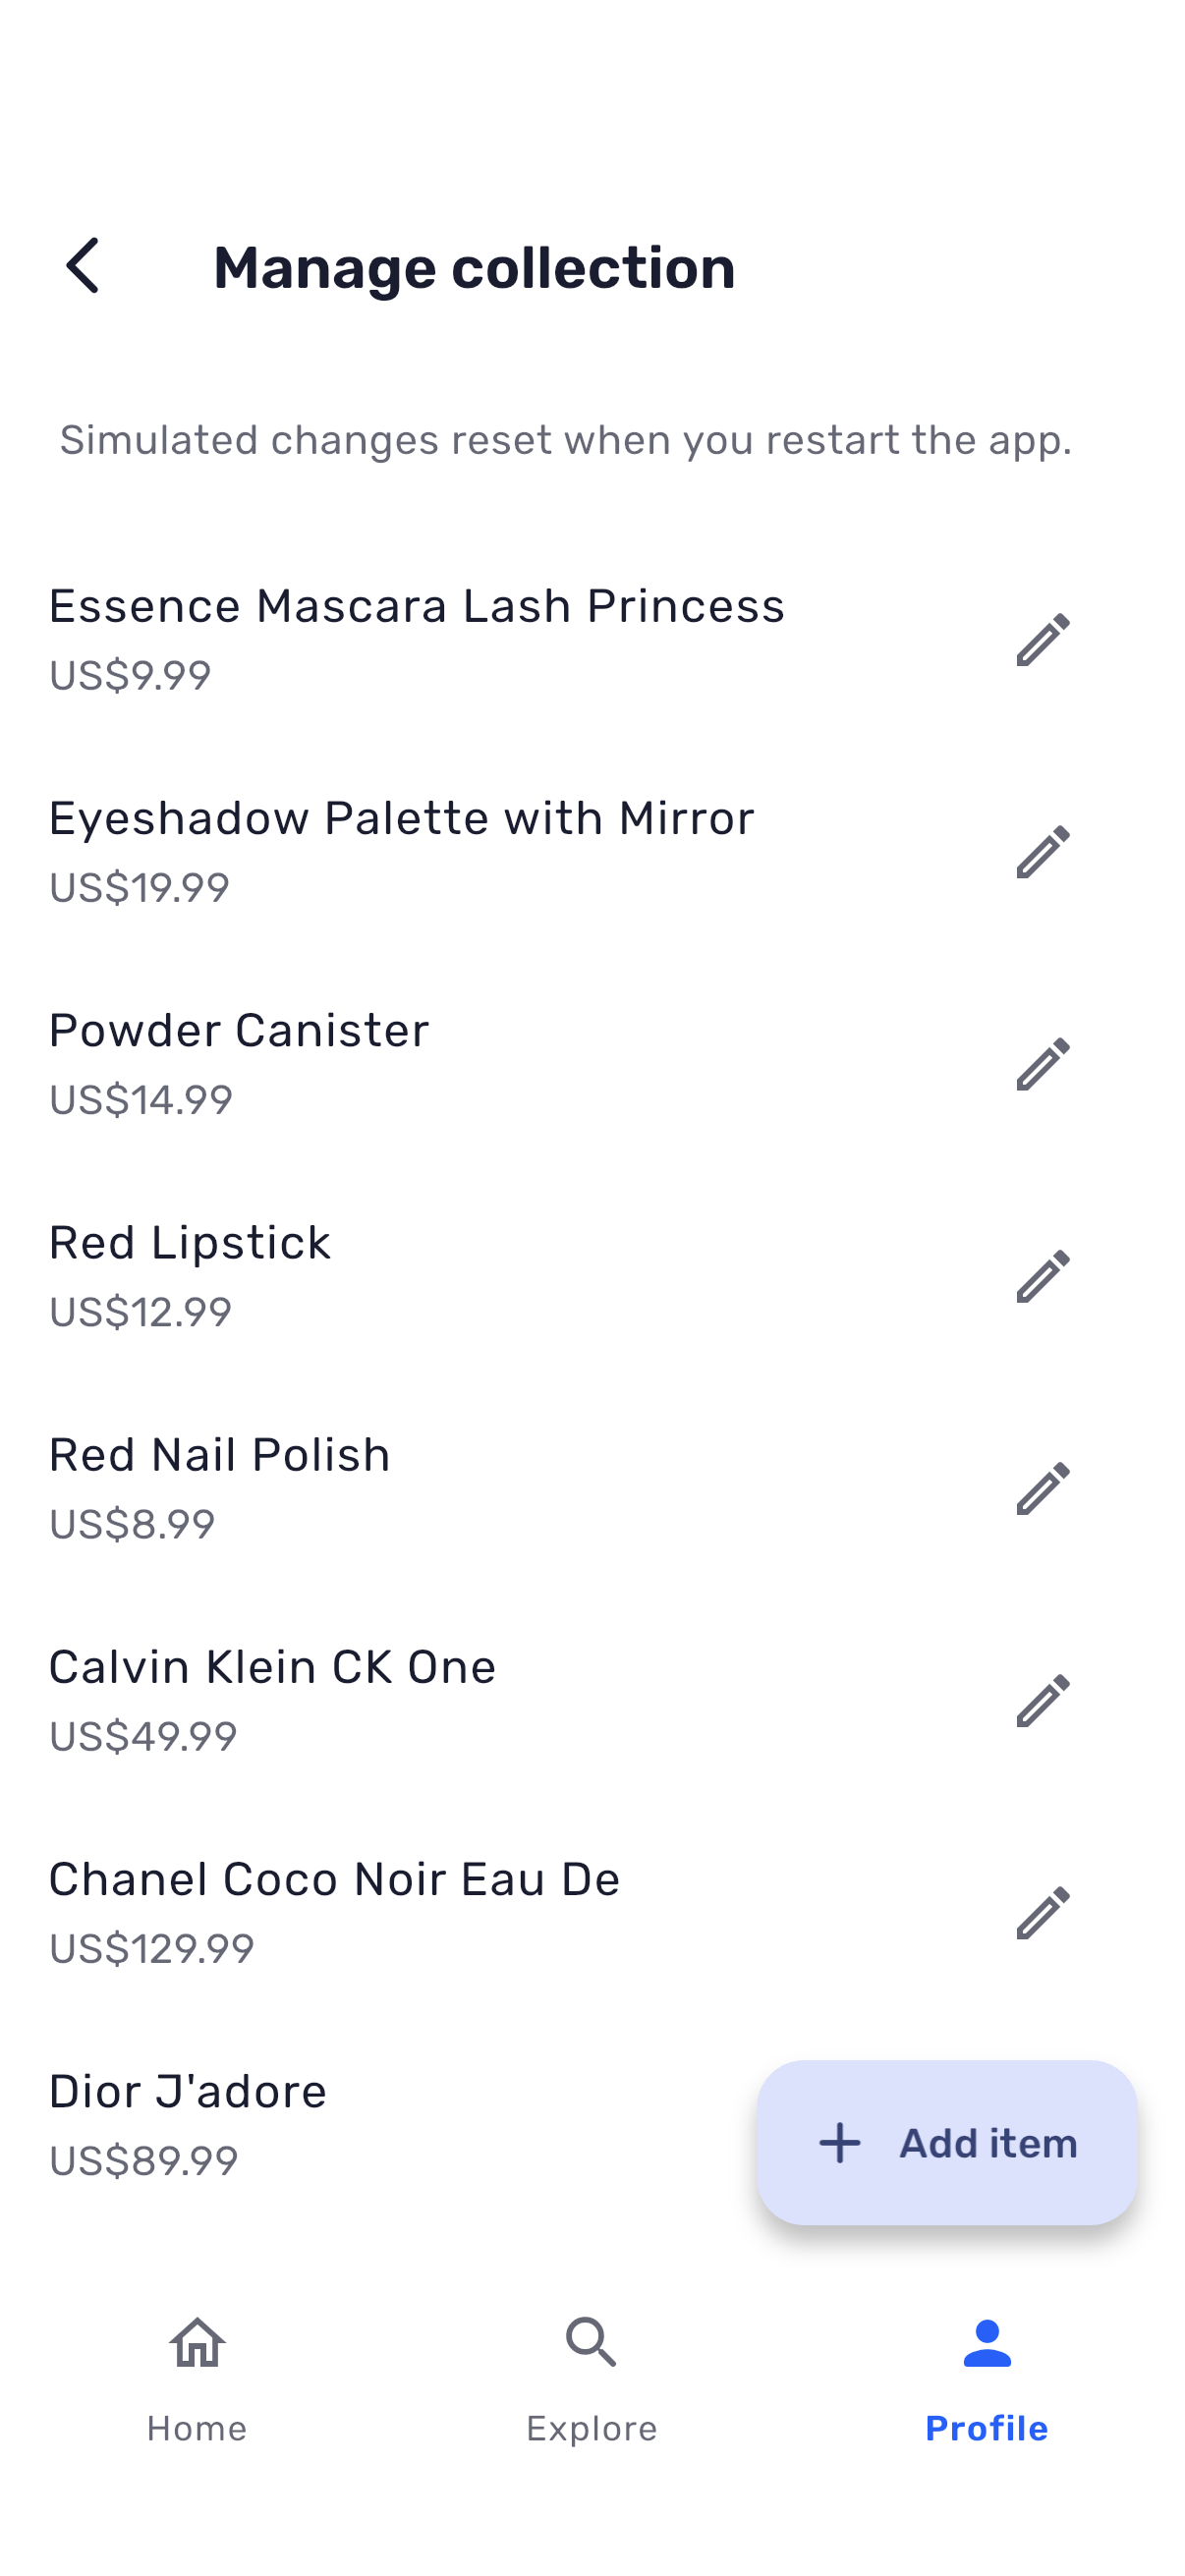 Manage collection
Simulated changes reset when you restart the app.
Essence Mascara Lash Princess
US$9.99
Eyeshadow Palette with Mirror
US$19.99
Powder Canister
US$14.99
Red Lipstick
US$12.99
Red Nail Polish
US$8.99
Calvin Klein CK One
US$49.99
Chanel Coco Noir Eau De
US$129.99
Dior J'adore
US$89.99
Add item
Home
Explore
Profile